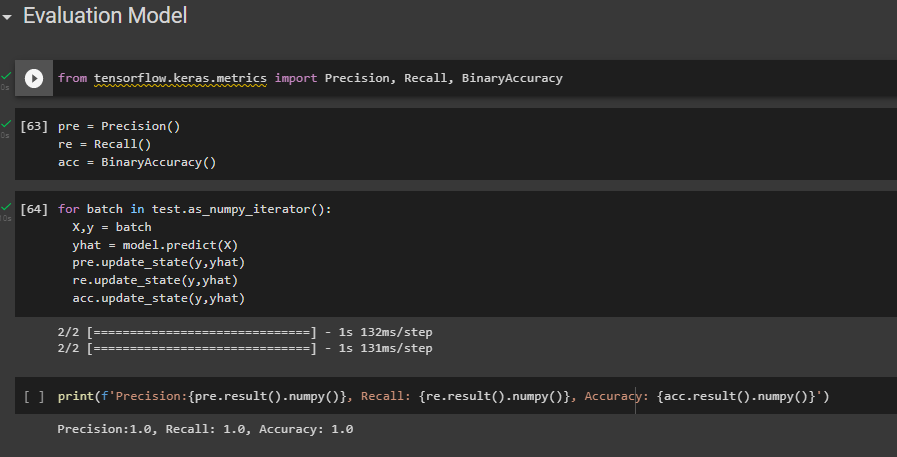 Evaluation Model
from tensorflow.keras.metrics import Precision, Recall, BinaryAccuracy
0s
[63] pre = Precision()
re = Recall()
acc = BinaryAccuracy()
0s
[64] for batch in test.as_numpy_iterator():
X,y = batch
yhat = model.predict(X)
pre.update_state(y,yhat)
re.update_state(y,yhat)
acc.update_state(y,yhat)
10s
2/2 [==============================] - 1s 132ms/step
2/2 [==============================] - 1s 131ms/step
[ ] print(f'Precision:{pre.result().numpy()}, Recall: {re.result().numpy()}, Accuracy: {acc.result().numpy()}')
Precision:1.0, Recall: 1.0, Accuracy: 1.0